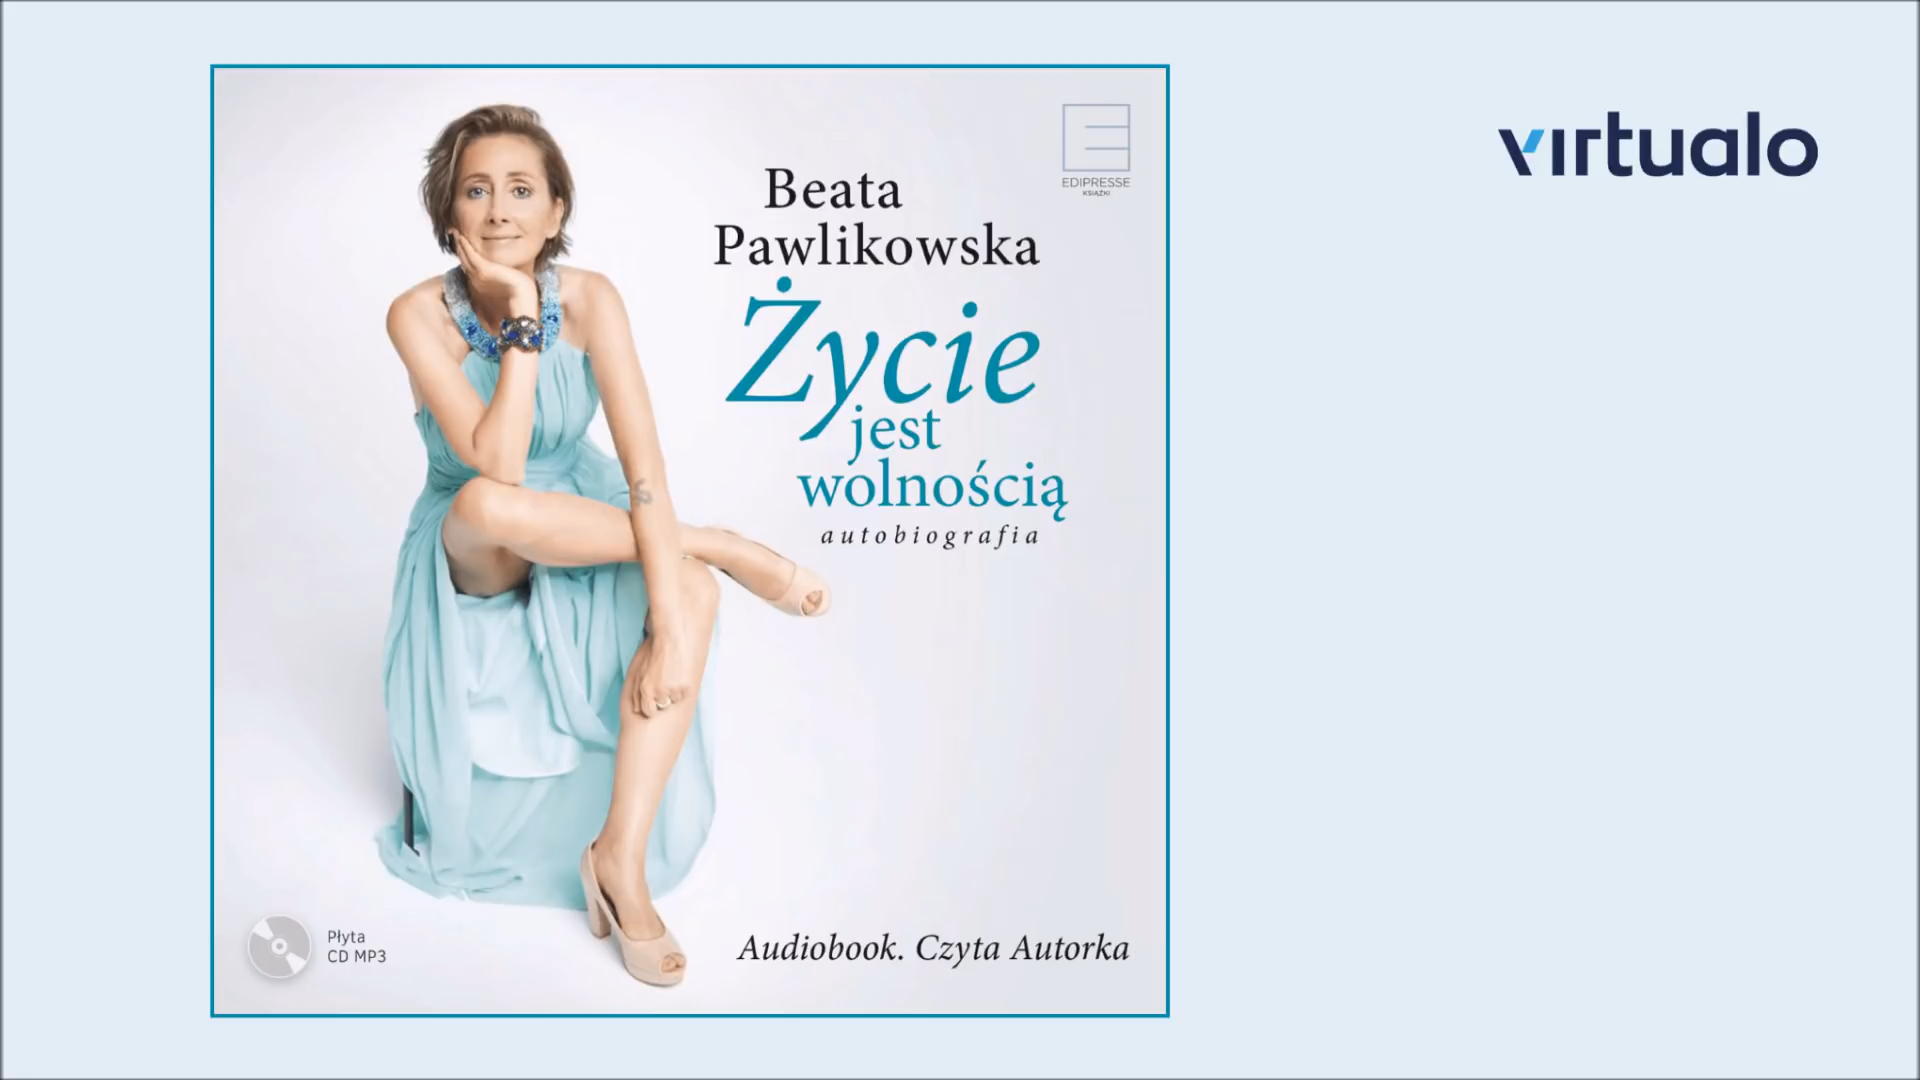 virtualo
EDIPRESSE
KSIĄŻKI
Beata
Pawlikowska
Życie
jest
wolnością
autobiografia
Płyta
CD MP3
Audiobook. Czyta Autorka